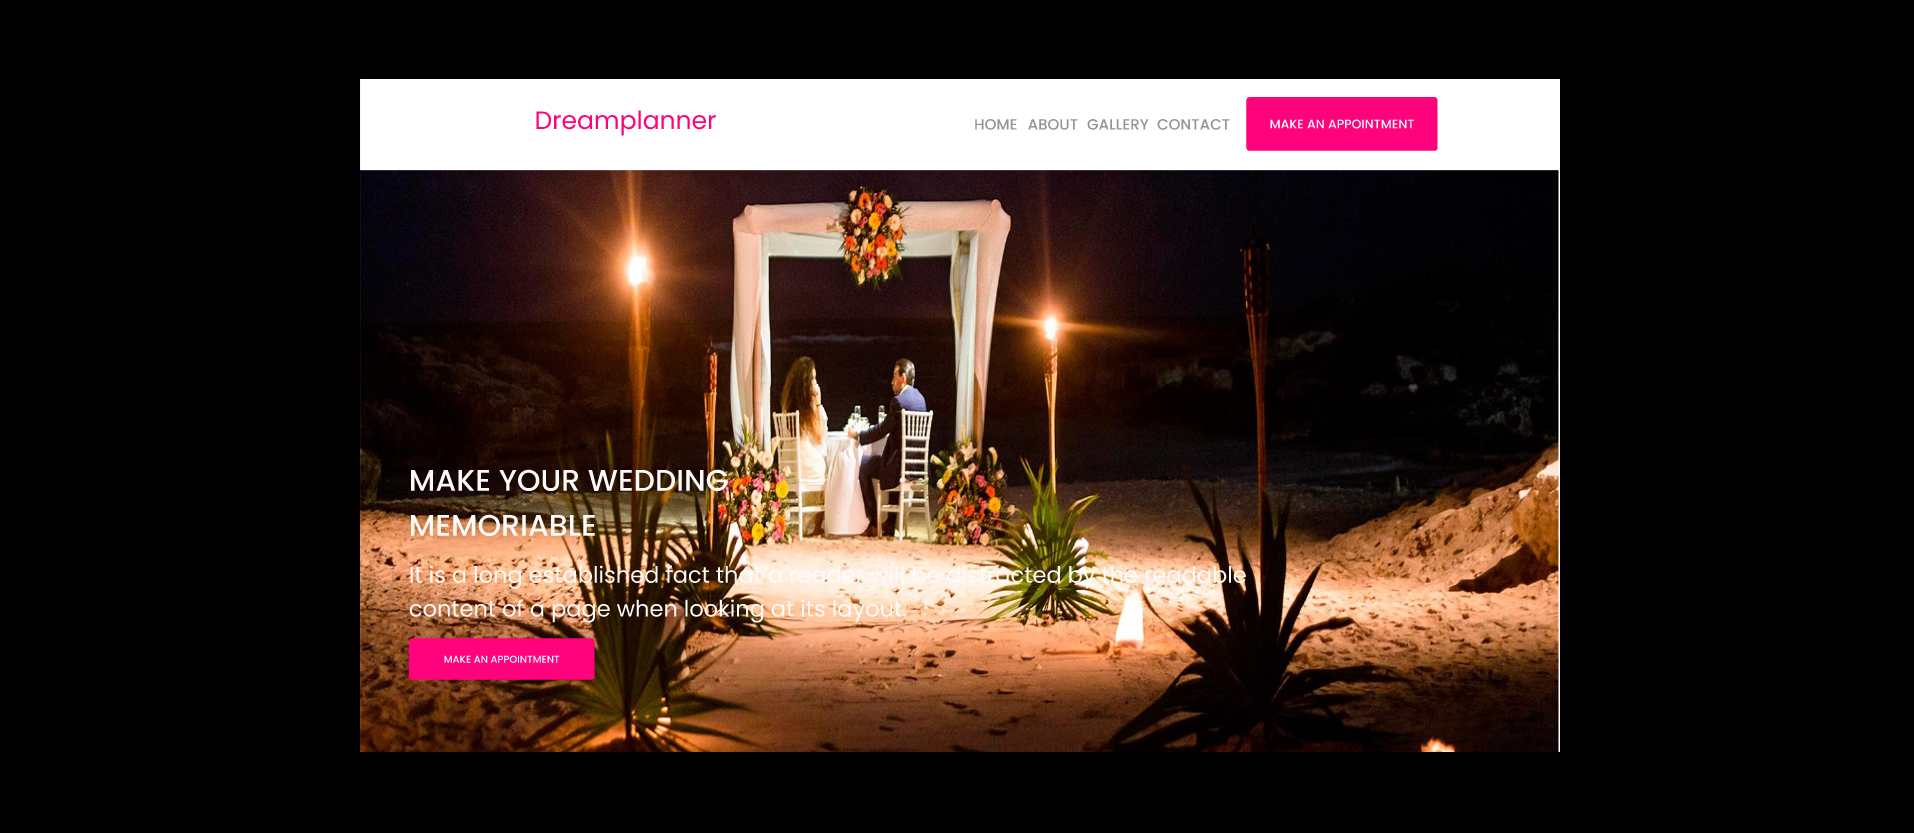 Dreamplanner
HOME ABOUT GALLERY CONTACT MAKE AN APPOINTMENT
MAKE YOUR WEDDING
MEMORIABLE
It is a long established fact that a reader will be distracted by the readable
content of a page when looking at its layout.
MAKE AN APPOINTMENT